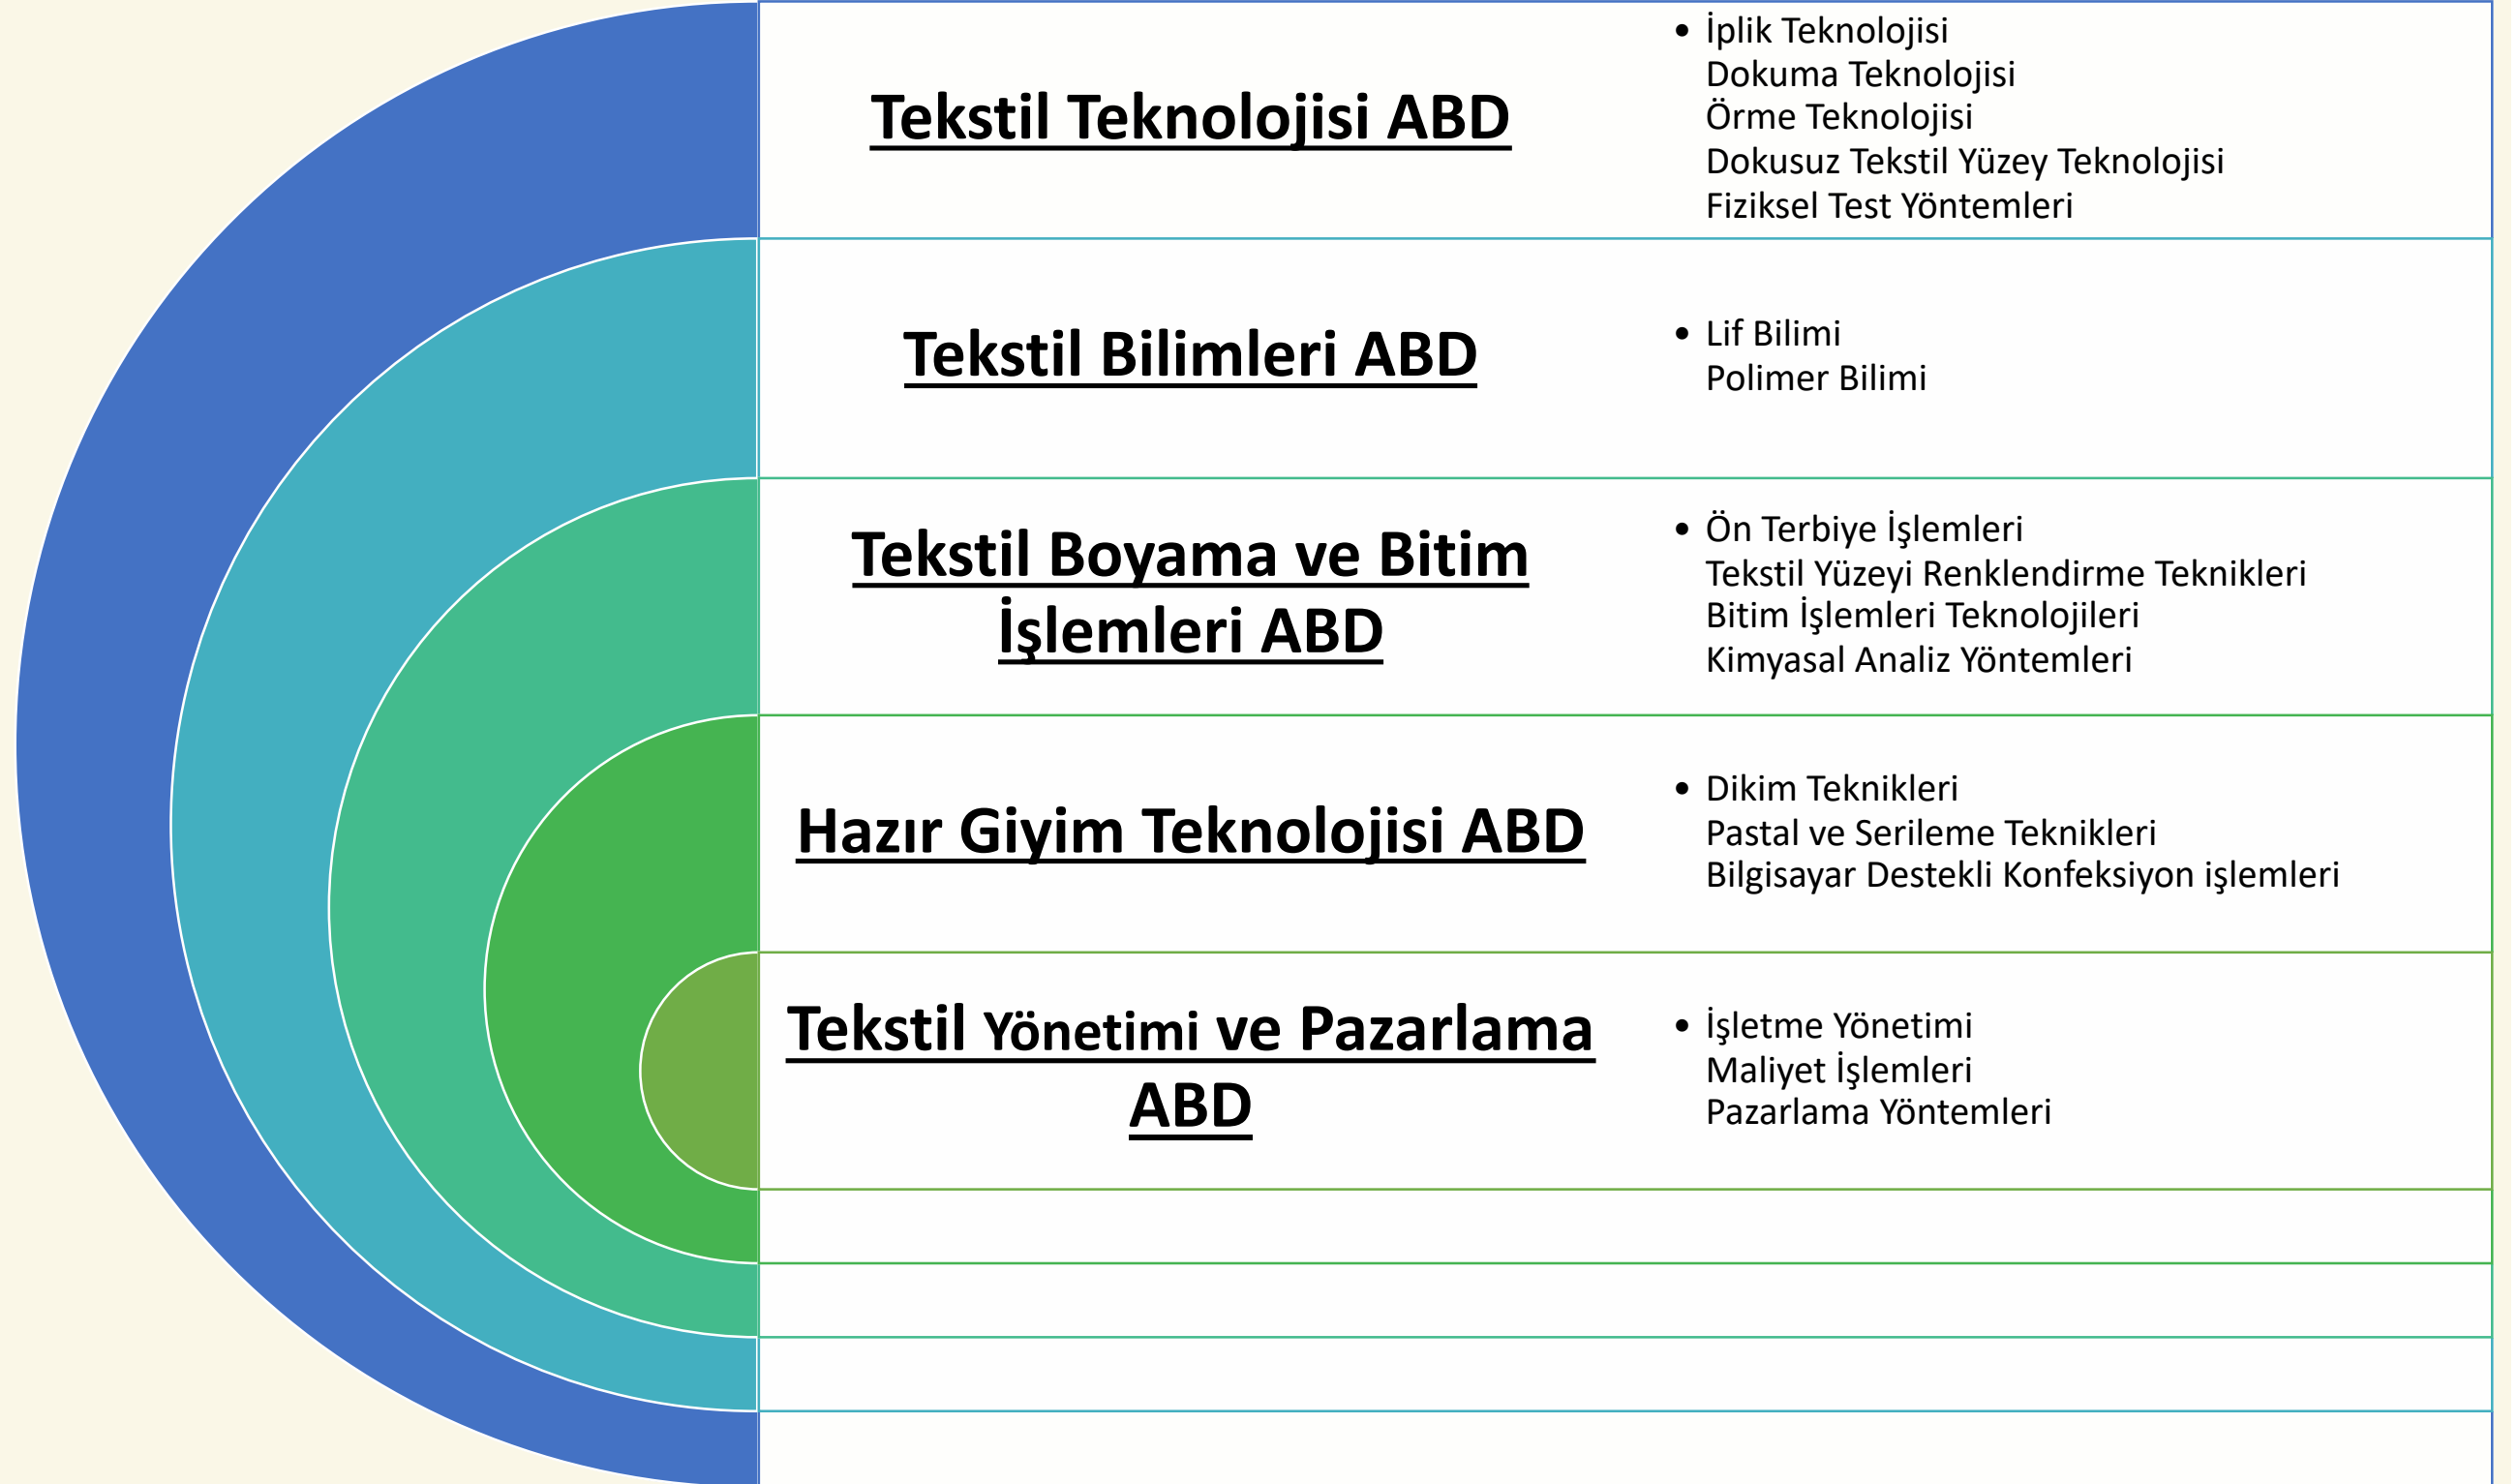 Tekstil Teknolojisi ABD
• İplik Teknolojisi
Dokuma Teknolojisi
Örme Teknolojisi
Dokusuz Tekstil Yüzey Teknolojisi
Fiziksel Test Yöntemleri
Tekstil Bilimleri ABD
• Lif Bilimi
Polimer Bilimi
Tekstil Boyama ve Bitim
İşlemleri ABD
• Ön Terbiye İşlemleri
Tekstil Yüzeyi Renklendirme Teknikleri
Bitim İşlemleri Teknolojileri
Kimyasal Analiz Yöntemleri
Hazır Giyim Teknolojisi ABD
• Dikim Teknikleri
Pastal ve Serileme Teknikleri
Bilgisayar Destekli Konfeksiyon işlemleri
Tekstil Yönetimi ve Pazarlama
ABD
• İşletme Yönetimi
Maliyet İşlemleri
Pazarlama Yöntemleri